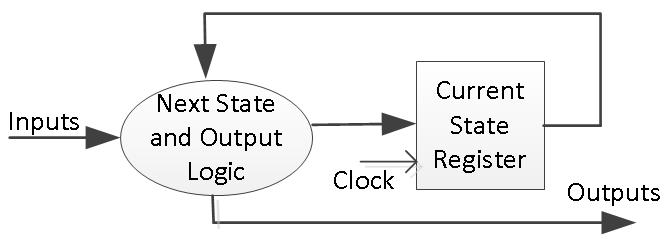 Inputs
Next State
and Output
Logic
Current
State
Register
Clock
Outputs